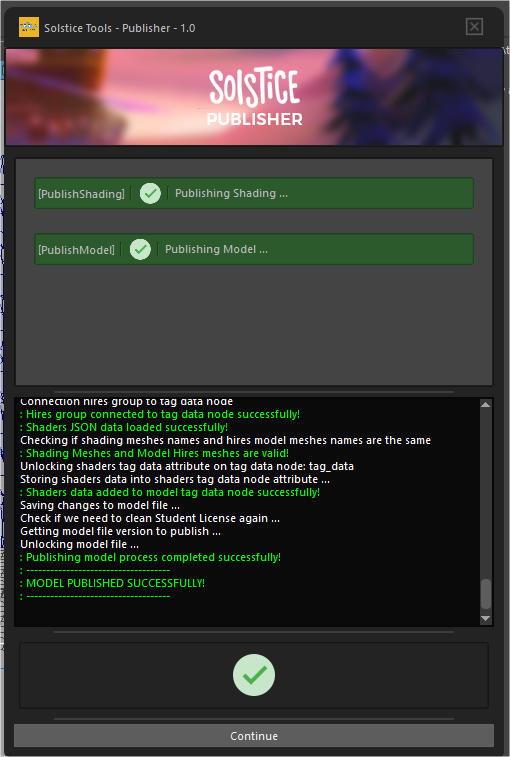 Solstice Tools - Publisher - 1.0
SOLSTICE
PUBLISHER
[PublishShading] Publishing Shading ...
[PublishModel] Publishing Model ...
Connection hires group to tag data node
: Hires group connected to tag data node successfully!
: Shaders JSON data loaded successfully!
Checking if shading meshes names and hires model meshes names are the same
: Shading Meshes and Model Hires meshes are valid!
Unlocking shaders tag data attribute on tag data node: tag_data
Storing shaders data into shaders tag data node attribute ...
: Shaders data added to model tag data node successfully!
Saving changes to model file ...
Check if we need to clean Student License again ...
Getting model file version to publish ...
Unlocking model file ...
: Publishing model process completed successfully!
: ------------------------------------
: MODEL PUBLISHED SUCCESSFULLY!
: ------------------------------------
Continue